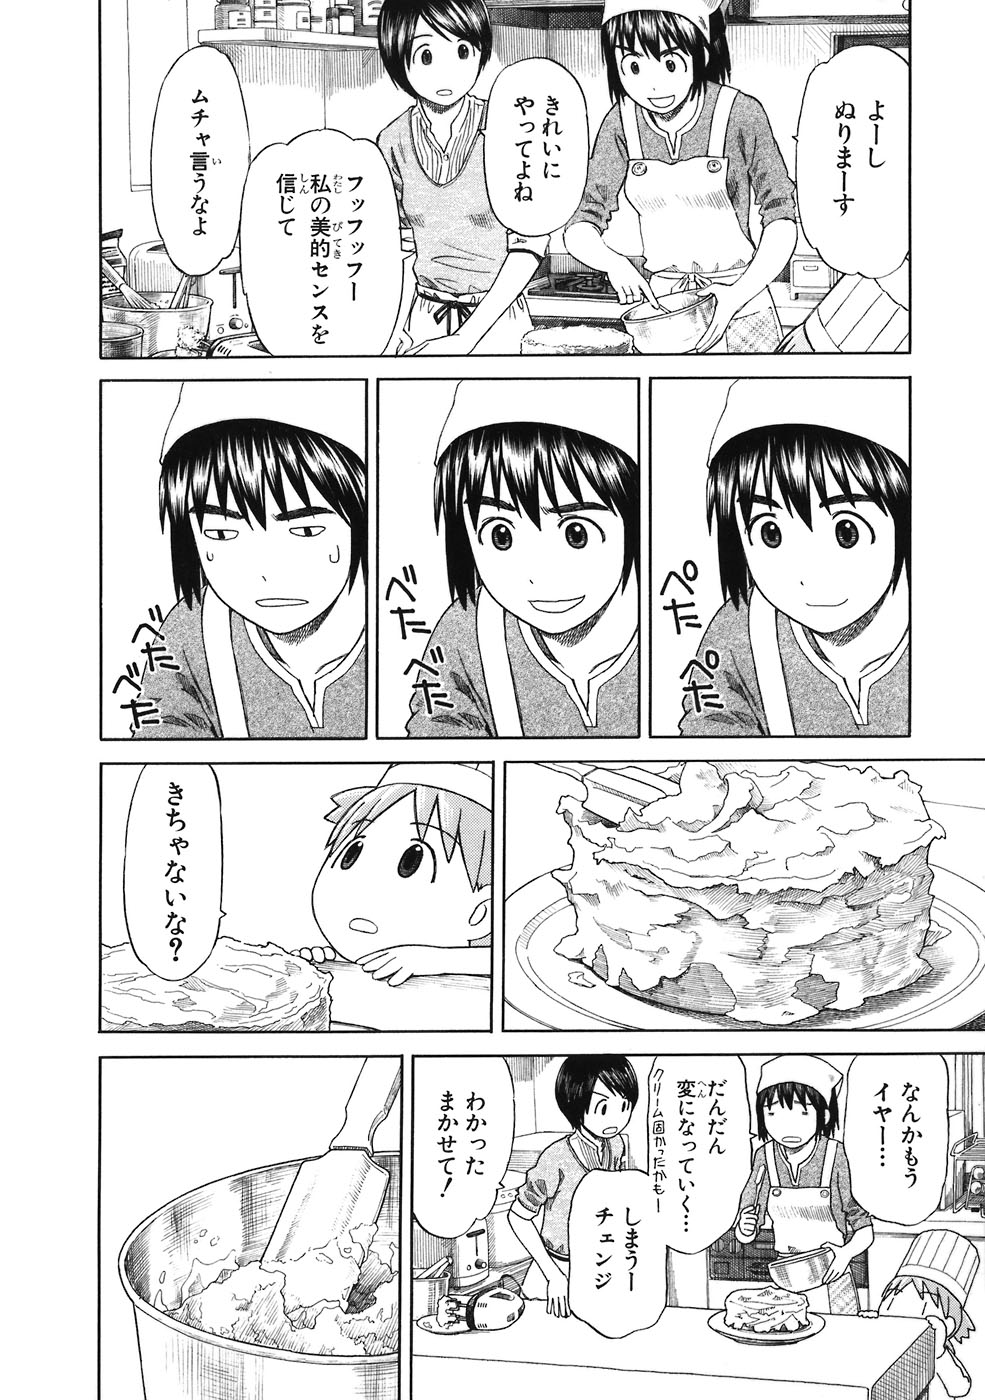 よーし
ぬりまーす
きれいに
やってよね
フッフッフー
私の美的センスを
信じて
ムチャ言うなよ
ペた
ペた
べた
べた
べた
べた
きちゃないな?
なんかもう
イヤー…
だんだん
変になっていく…
クリーム固かったかもー
しまうー
チェンジ
わかった
まかせて!